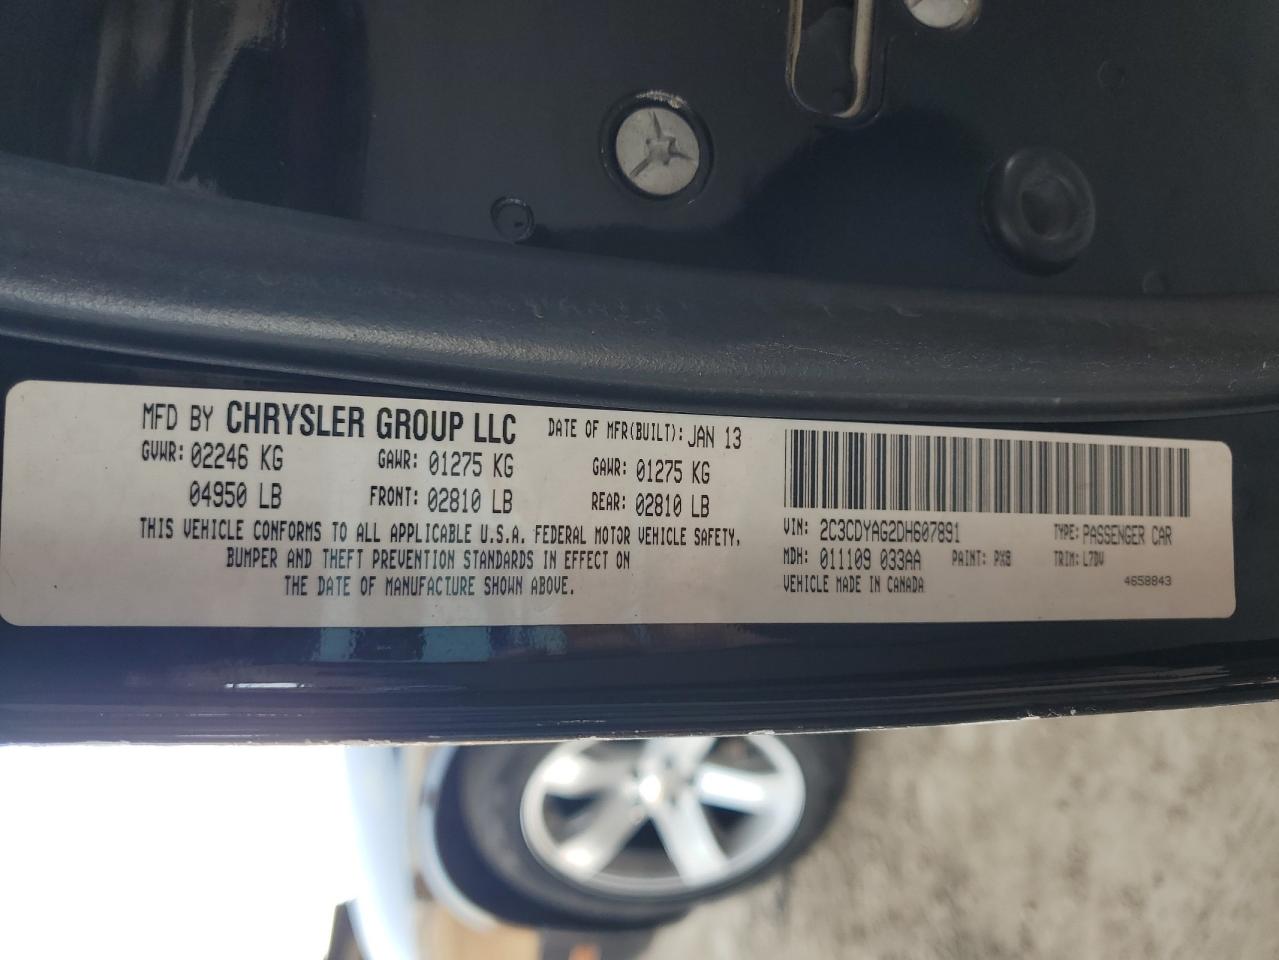 MFD BY CHRYSLER GROUP LLC DATE OF MFR(BUILT): JAN 13
GVWR: 02246 KG GAWR: 01275 KG GAWR: 01275 KG
04950 LB FRONT: 02810 LB REAR: 02810 LB
THIS VEHICLE CONFORMS TO ALL APPLICABLE U.S.A. FEDERAL MOTOR VEHICLE SAFETY,
BUMPER AND THEFT PREVENTION STANDARDS IN EFFECT ON
THE DATE OF MANUFACTURE SHOWN ABOVE.
VIN: 2C3CDYAG2DH607891 TYPE: PASSENGER CAR
MDH: 011109 033AA PAINT: PX8 TRIM: L7DV
VEHICLE MADE IN CANADA 4658843